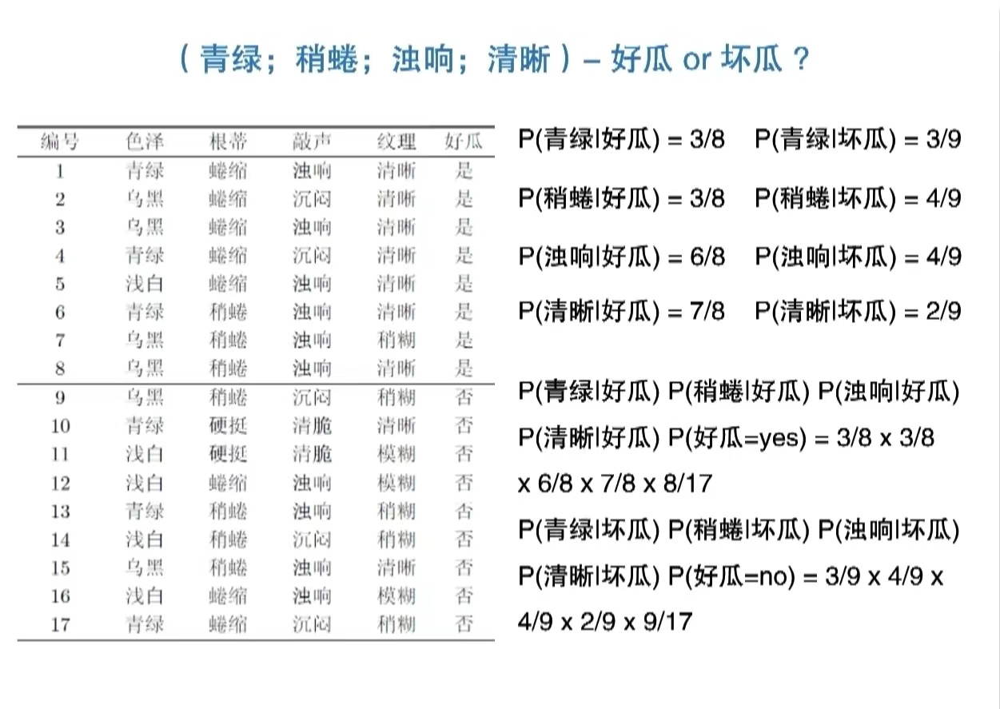 （青绿；稍蜷；浊响；清晰）– 好瓜 or 坏瓜？
编号 色泽 根蒂 敲声 纹理 好瓜
1 青绿 蜷缩 浊响 清晰 是
2 乌黑 蜷缩 沉闷 清晰 是
3 乌黑 蜷缩 浊响 清晰 是
4 青绿 蜷缩 沉闷 清晰 是
5 浅白 蜷缩 浊响 清晰 是
6 青绿 稍蜷 浊响 清晰 是
7 乌黑 稍蜷 浊响 稍糊 是
8 乌黑 稍蜷 浊响 清晰 是
9 乌黑 稍蜷 沉闷 稍糊 否
10 青绿 硬挺 清脆 清晰 否
11 浅白 硬挺 清脆 模糊 否
12 浅白 蜷缩 浊响 模糊 否
13 青绿 稍蜷 浊响 稍糊 否
14 浅白 稍蜷 沉闷 稍糊 否
15 乌黑 稍蜷 浊响 清晰 否
16 浅白 蜷缩 浊响 模糊 否
17 青绿 蜷缩 沉闷 稍糊 否
P(青绿|好瓜) = 3/8 P(青绿|坏瓜) = 3/9
P(稍蜷|好瓜) = 3/8 P(稍蜷|坏瓜) = 4/9
P(浊响|好瓜) = 6/8 P(浊响|坏瓜) = 4/9
P(清晰|好瓜) = 7/8 P(清晰|坏瓜) = 2/9
P(青绿|好瓜) P(稍蜷|好瓜) P(浊响|好瓜)
P(清晰|好瓜) P(好瓜=yes) = 3/8 x 3/8
x 6/8 x 7/8 x 8/17
P(青绿|坏瓜) P(稍蜷|坏瓜) P(浊响|坏瓜)
P(清晰|坏瓜) P(好瓜=no) = 3/9 x 4/9 x
4/9 x 2/9 x 9/17